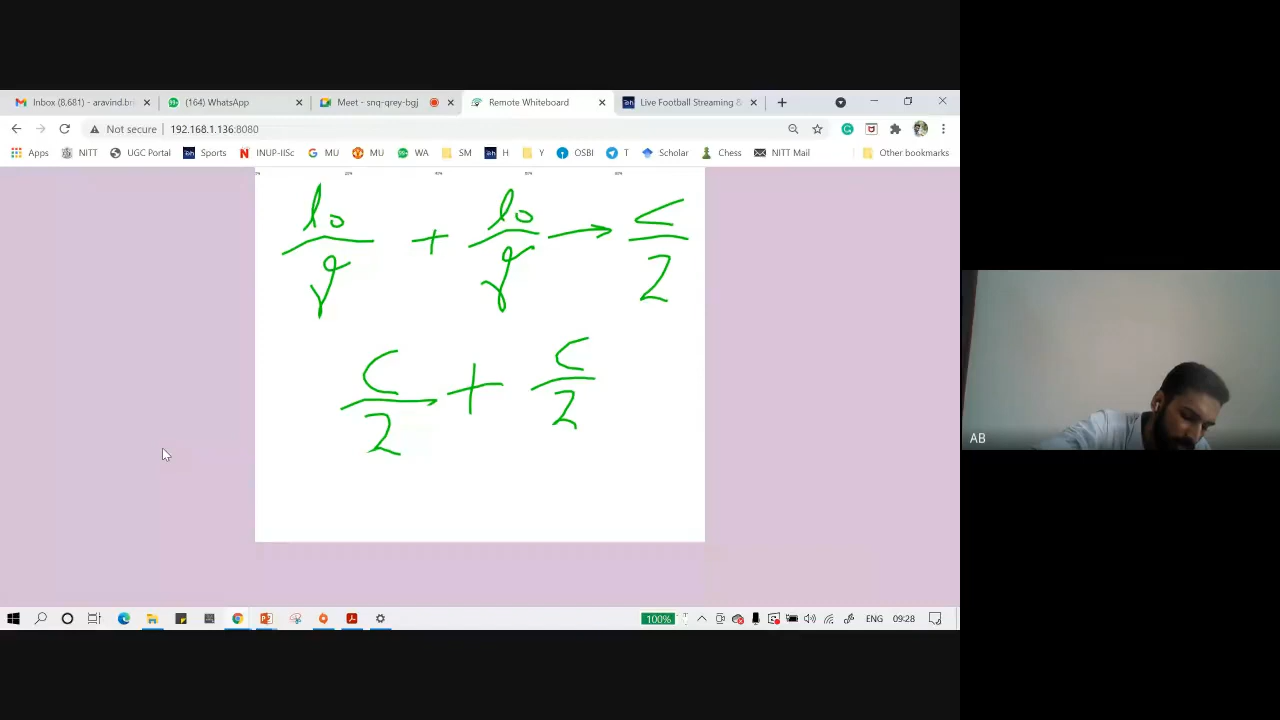 Inbox (8,681) - aravind.bri
(164) WhatsApp
Meet - snq-qrey-bgj
Remote Whiteboard
Live Football Streaming &
Not secure | 192.168.1.136:8080
Apps NITT UGC Portal Sports INUP-IISc MU MU WA SM H Y OSBI T Scholar Chess NITT Mail Other bookmarks
l0/γ + l0/γ → c/2
c/2 + c/2
AB
100% ENG 09:28